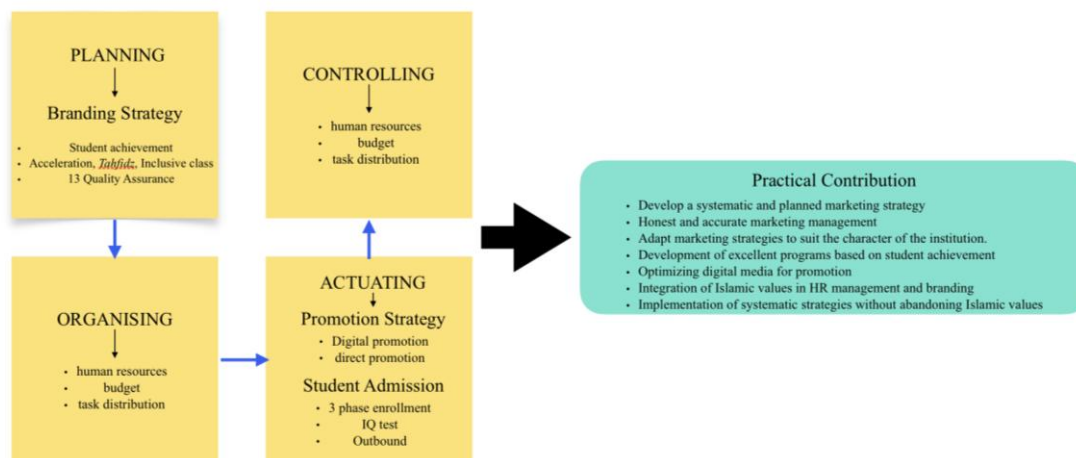 PLANNING
Branding Strategy
• Student achievement
• Acceleration, Tahfidz, Inclusive class
• 13 Quality Assurance
ORGANISING
• human resources
• budget
• task distribution
CONTROLLING
• human resources
• budget
• task distribution
ACTUATING
Promotion Strategy
• Digital promotion
• direct promotion
Student Admission
• 3 phase enrollment
• IQ test
• Outbound
Practical Contribution
• Develop a systematic and planned marketing strategy
• Honest and accurate marketing management
• Adapt marketing strategies to suit the character of the institution.
• Development of excellent programs based on student achievement
• Optimizing digital media for promotion
• Integration of Islamic values in HR management and branding
• Implementation of systematic strategies without abandoning Islamic values